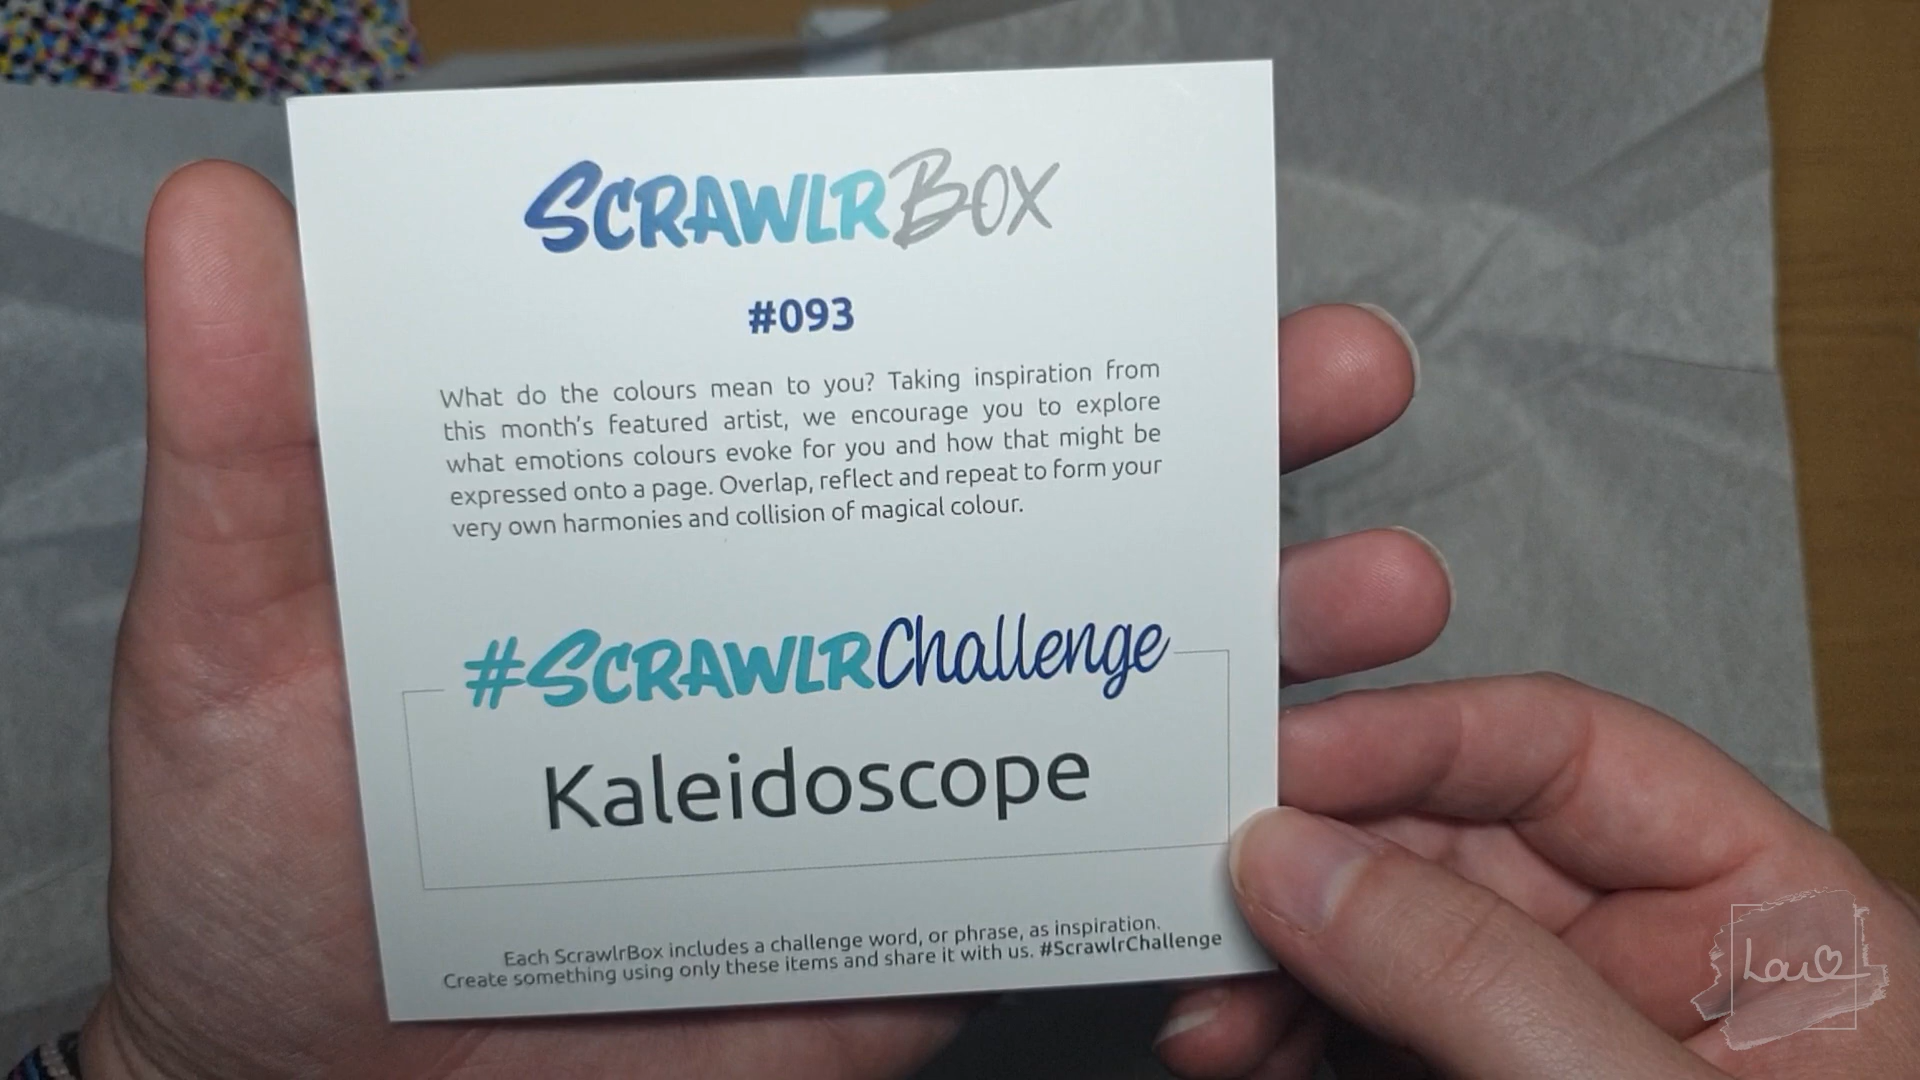 SCRAWLRBOX
#093
What do the colours mean to you? Taking inspiration from
this month's featured artist, we encourage you to explore
what emotions colours evoke for you and how that might be
expressed onto a page. Overlap, reflect and repeat to form your
very own harmonies and collision of magical colour.
#SCRAWLRChallenge
Kaleidoscope
Each ScrawlrBox includes a challenge word, or phrase, as inspiration.
Create something using only these items and share it with us. #ScrawlrChallenge